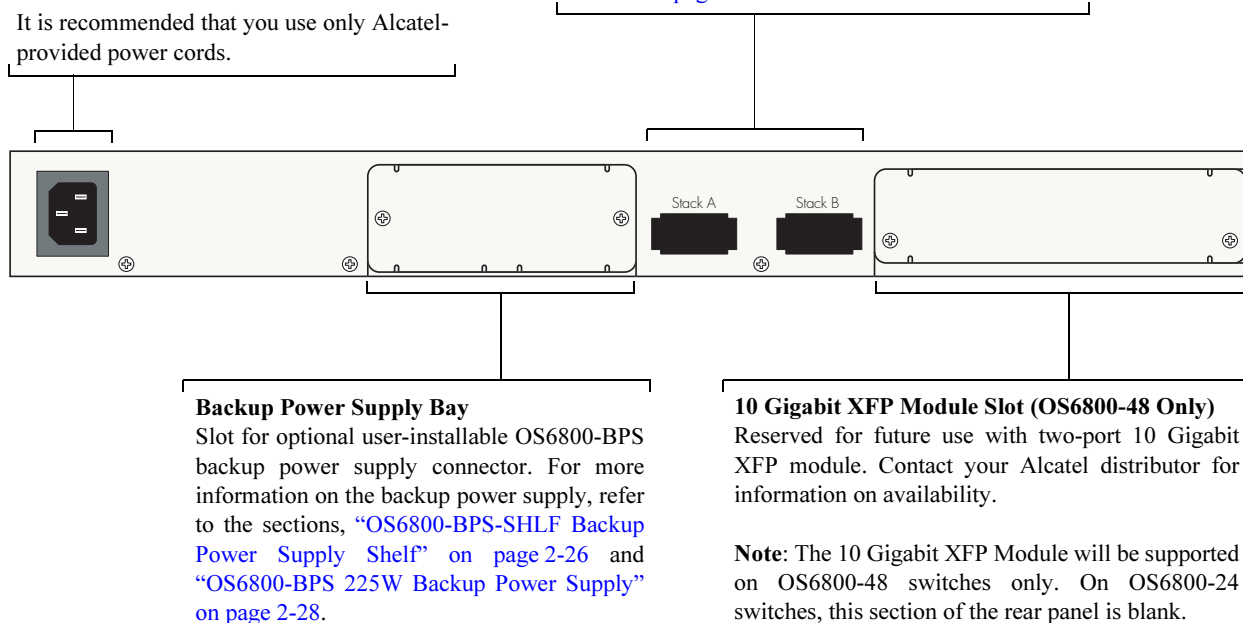 It is recommended that you use only Alcatel-
provided power cords.
Stack A
Stack B
Backup Power Supply Bay
Slot for optional user-installable OS6800-BPS
backup power supply connector. For more
information on the backup power supply, refer
to the sections, “OS6800-BPS-SHLF Backup
Power Supply Shelf” on page 2-26 and
“OS6800-BPS 225W Backup Power Supply”
on page 2-28.
10 Gigabit XFP Module Slot (OS6800-48 Only)
Reserved for future use with two-port 10 Gigabit
XFP module. Contact your Alcatel distributor for
information on availability.
Note: The 10 Gigabit XFP Module will be supported
on OS6800-48 switches only. On OS6800-24
switches, this section of the rear panel is blank.